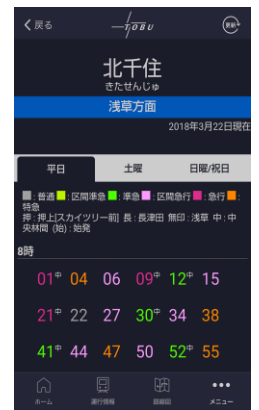 戻る
TOBU
更新
北千住
きたせんじゅ
浅草方面
2018年3月22日現在
平日 土曜 日曜/祝日
■:普通■:区間準急■:準急■:区間急行■:急行■:
特急
押:押上[スカイツリー前] 長:長津田 無印:浅草 中:中
央林間 (始):始発
8時
01中 04 06 09中 12中 15
21中 22 27 30中 34 38
41中 44 47 50 52中 55
ホーム 運行情報 路線図 メニュー